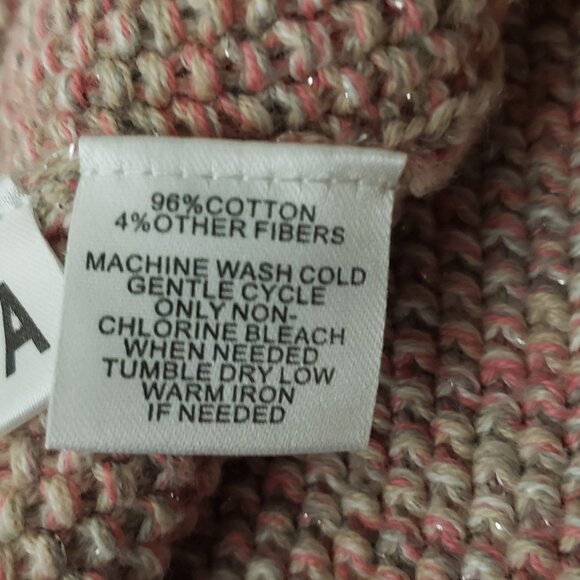 96%COTTON
4%OTHER FIBERS
MACHINE WASH COLD
GENTLE CYCLE
ONLY NON-
CHLORINE BLEACH
WHEN NEEDED
TUMBLE DRY LOW
WARM IRON
IF NEEDED
A